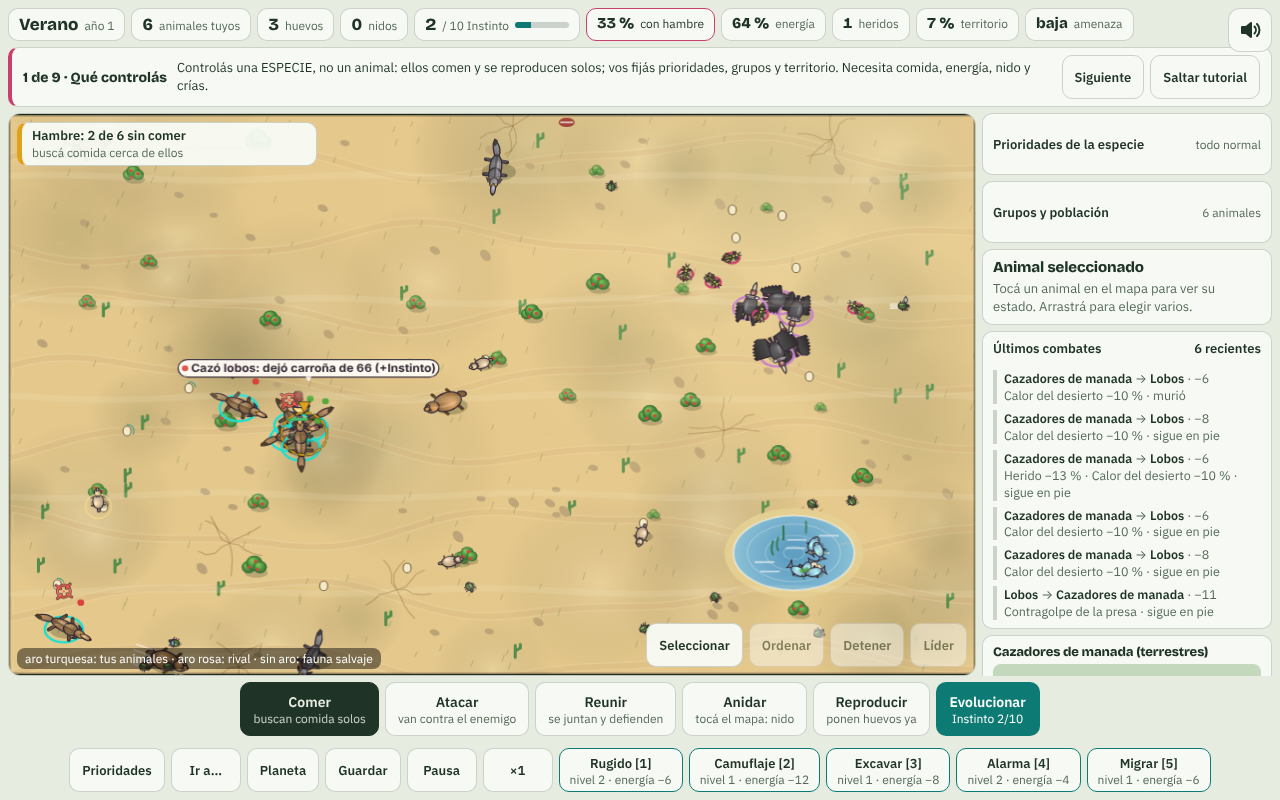 Verano año 1
6 animales tuyos
3 huevos
0 nidos
2 / 10 Instinto
33 % con hambre
64 % energía
1 heridos
7 % territorio
baja amenaza
1 de 9 · Qué controlás
Controlás una ESPECIE, no un animal: ellos comen y se reproducen solos; vos fijás prioridades, grupos y territorio. Necesita comida, energía, nido y
crías.
Siguiente
Saltar tutorial
Hambre: 2 de 6 sin comer
buscá comida cerca de ellos
Cazó lobos: dejó carroña de 66 (+Instinto)
aro turquesa: tus animales · aro rosa: rival · sin aro: fauna salvaje
Seleccionar
Ordenar
Detener
Líder
Prioridades de la especie
todo normal
Grupos y población
6 animales
Animal seleccionado
Tocá un animal en el mapa para ver su
estado. Arrastrá para elegir varios.
Últimos combates
6 recientes
Cazadores de manada → Lobos · −6
Calor del desierto −10 % · murió
Cazadores de manada → Lobos · −8
Calor del desierto −10 % · sigue en pie
Cazadores de manada → Lobos · −6
Herido −13 % · Calor del desierto −10 % ·
sigue en pie
Cazadores de manada → Lobos · −6
Calor del desierto −10 % · sigue en pie
Cazadores de manada → Lobos · −8
Calor del desierto −10 % · sigue en pie
Lobos → Cazadores de manada · −11
Contragolpe de la presa · sigue en pie
Cazadores de manada (terrestres)
Comer
buscan comida solos
Atacar
van contra el enemigo
Reunir
se juntan y defienden
Anidar
tocá el mapa: nido
Reproducir
ponen huevos ya
Evolucionar
Instinto 2/10
Prioridades
Ir a...
Planeta
Guardar
Pausa
×1
Rugido [1]
nivel 2 · energía −6
Camuflaje [2]
nivel 1 · energía −12
Excavar [3]
nivel 1 · energía −8
Alarma [4]
nivel 2 · energía −4
Migrar [5]
nivel 1 · energía −6